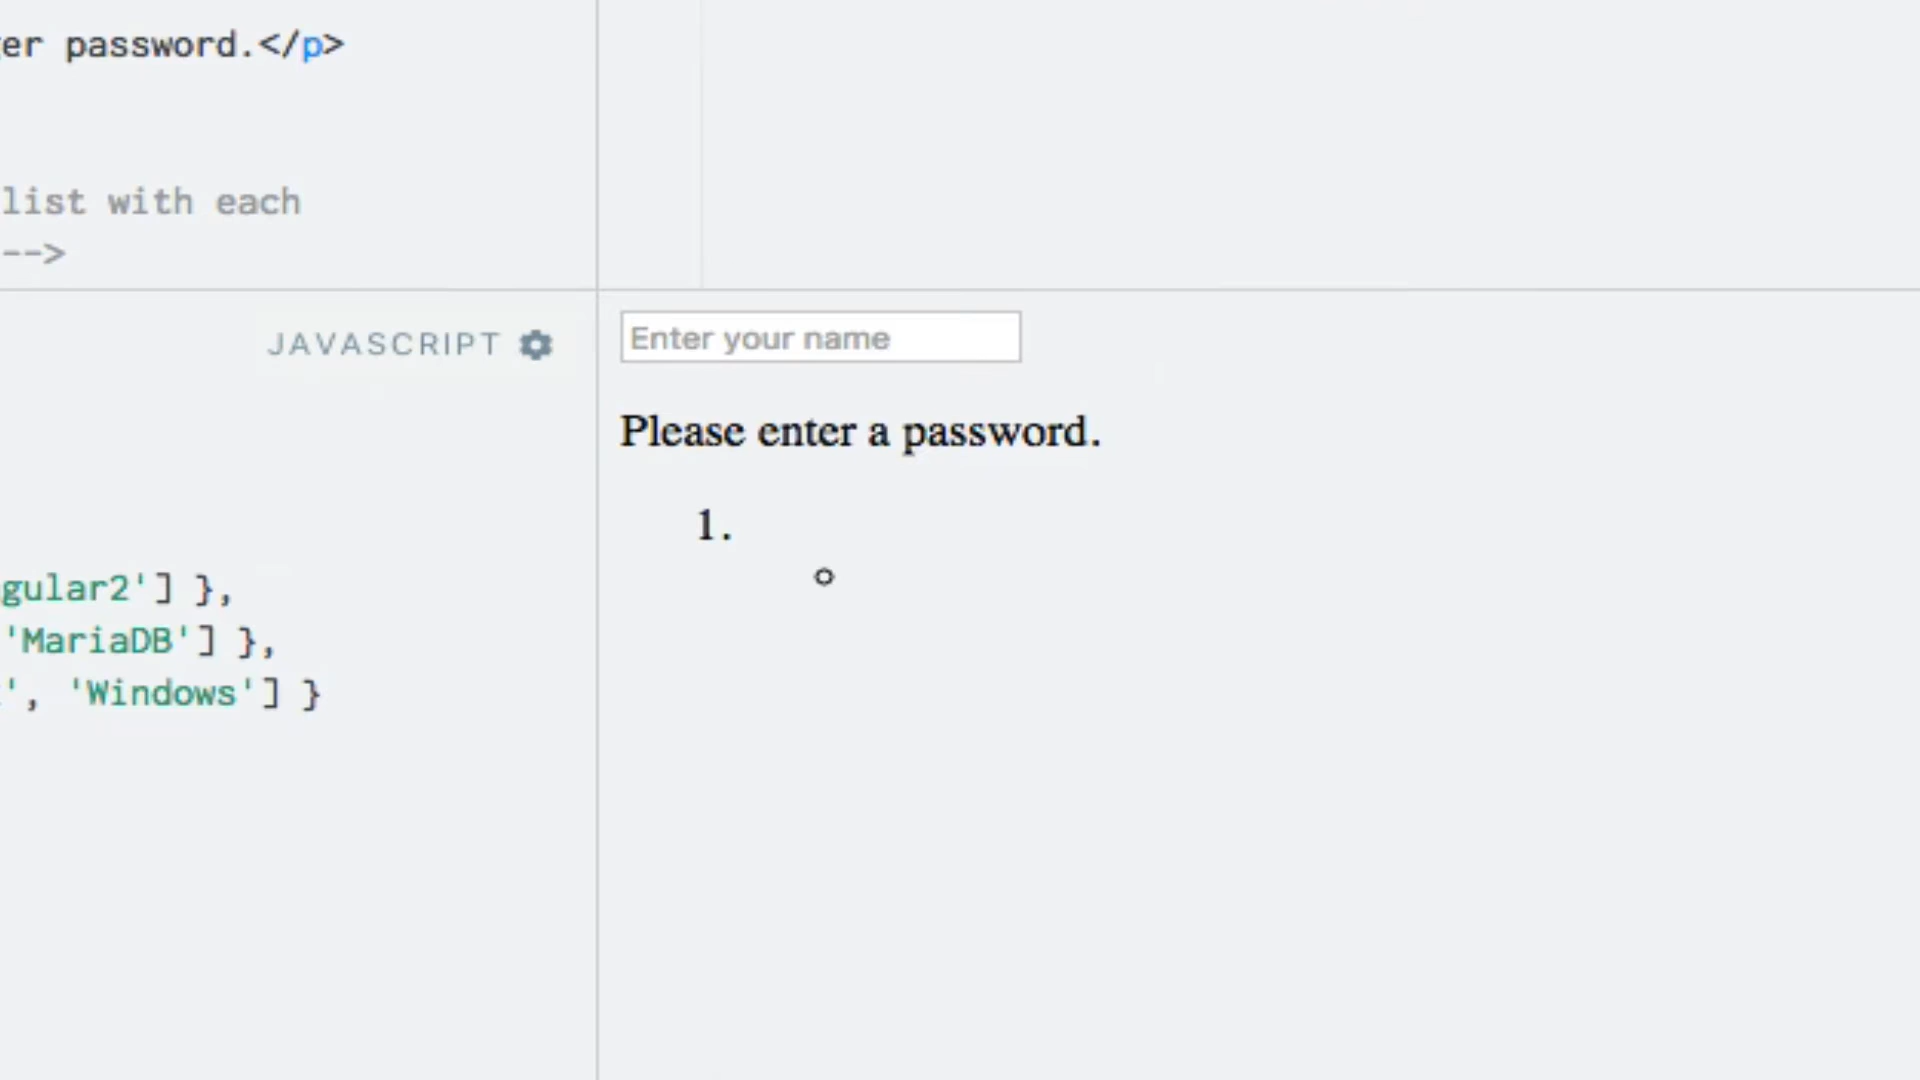 er password.</p>
list with each
-->
JAVASCRIPT
gular2'] },
'MariaDB'] },
', 'Windows'] }
Enter your name
Please enter a password.
1.